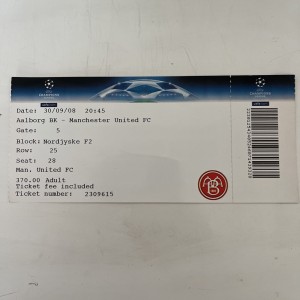 CHAMPIONS
Date: 30/09/08 20:45
Aalborg BK - Manchester United FC
Gate: 5
Block: Nordjyske F2
Row: 25
Seat: 28
Man. United FC
370.00 Adult
Ticket fee included
Ticket number: 2309615